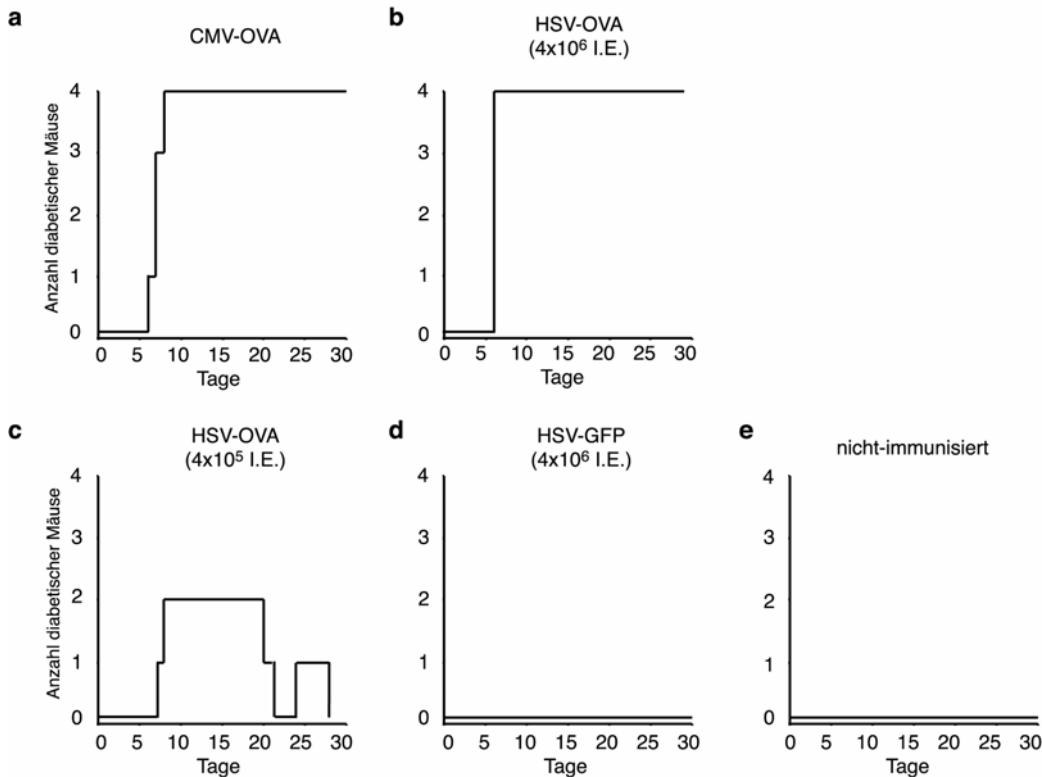 a
CMV-OVA
Anzahl diabetischer Mäuse
4
3
2
1
0
0 5 10 15 20 25 30
Tage
b
HSV-OVA
(4x10⁶ I.E.)
4
3
2
1
0
0 5 10 15 20 25 30
Tage
c
HSV-OVA
(4x10⁵ I.E.)
Anzahl diabetischer Mäuse
4
3
2
1
0
0 5 10 15 20 25 30
Tage
d
HSV-GFP
(4x10⁶ I.E.)
4
3
2
1
0
0 5 10 15 20 25 30
Tage
e
nicht-immunisiert
4
3
2
1
0
0 5 10 15 20 25 30
Tage